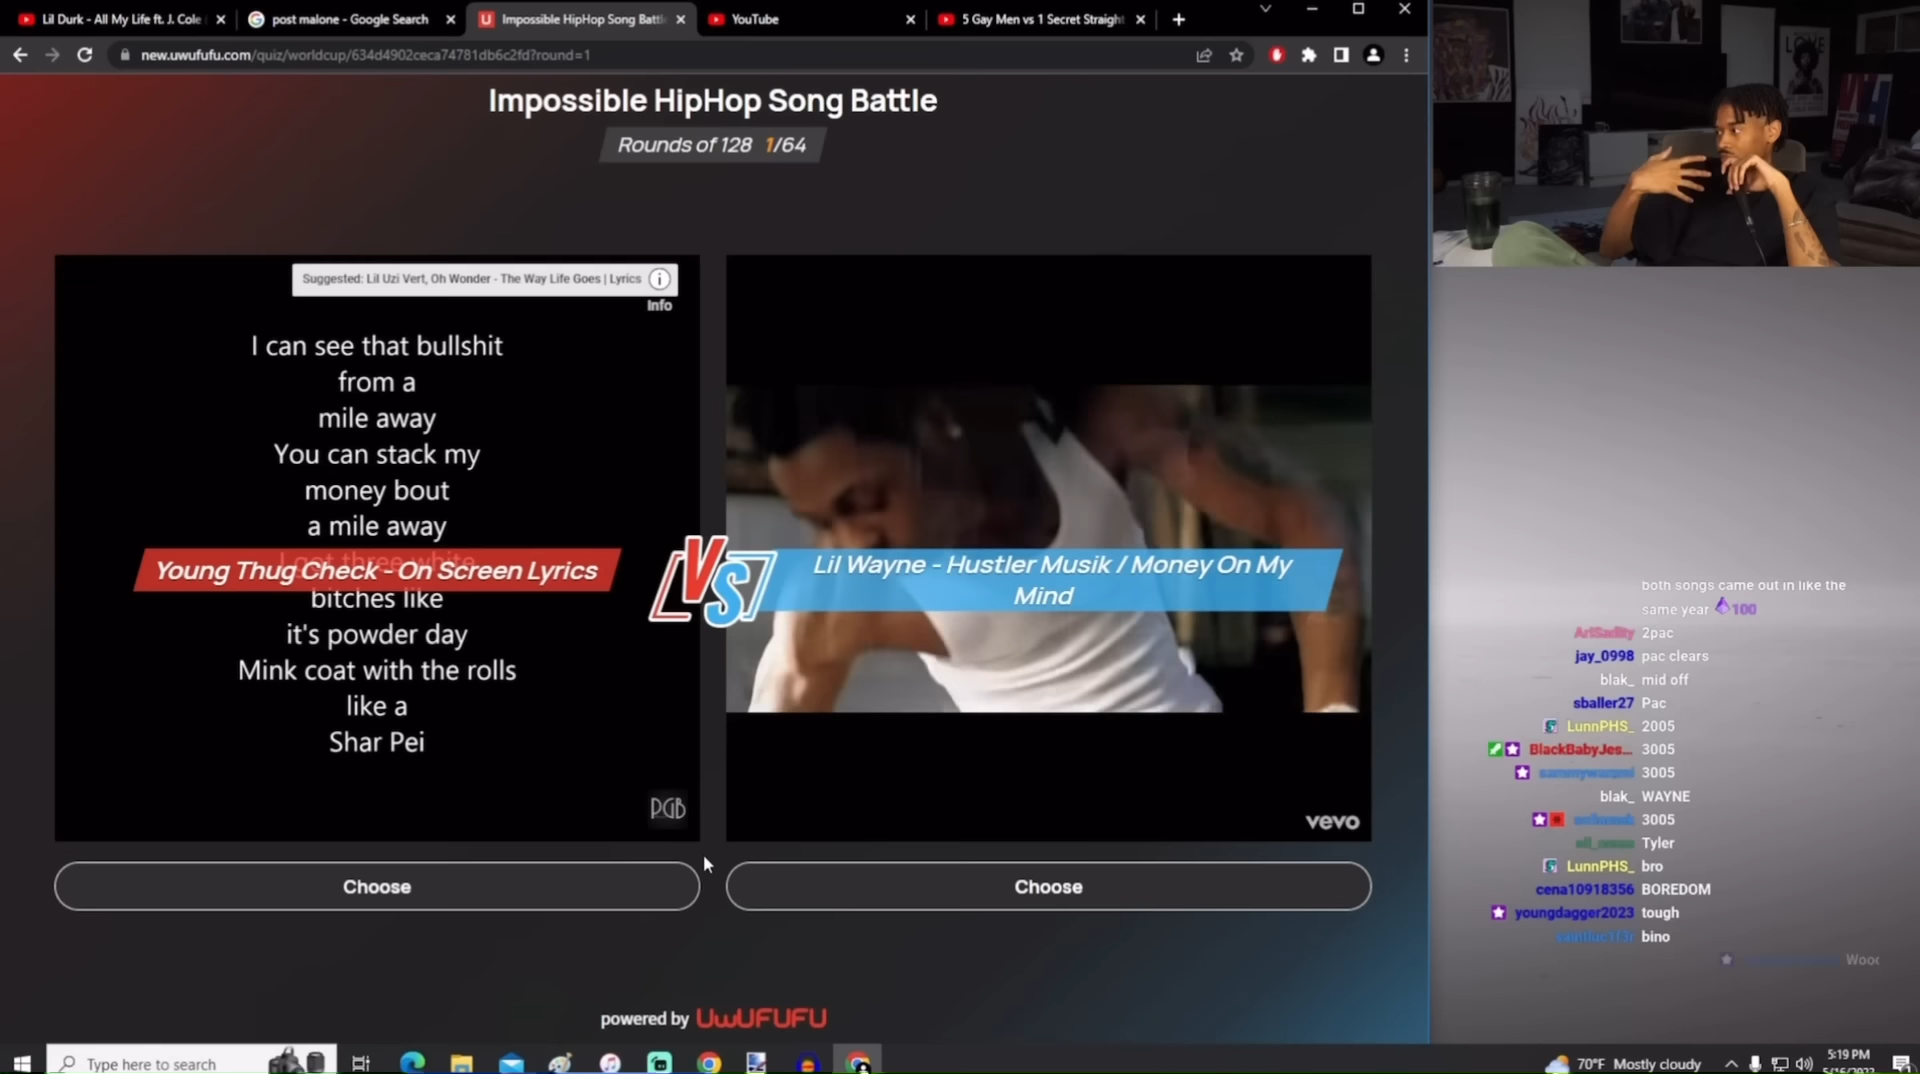 Lil Durk - All My Life ft. J. Cole
post malone - Google Search
Impossible HipHop Song Battl
YouTube
5 Gay Men vs 1 Secret Straight
new.uwufufu.com/quiz/worldcup/634d4902ceca74781db6c2fd?round=1
Impossible HipHop Song Battle
Rounds of 128 1/64
Suggested: Lil Uzi Vert, Oh Wonder - The Way Life Goes | Lyrics
Info
I can see that bullshit
from a
mile away
You can stack my
money bout
a mile away
I got three white
Young Thug Check - On Screen Lyrics
bitches like
it's powder day
Mink coat with the rolls
like a
Shar Pei
PGB
VS
Lil Wayne - Hustler Musik / Money On My
Mind
vevo
Choose
Choose
powered by UwUFUFU
LOVE
both songs came out in like the
same year 100
AriSadity 2pac
jay_0998 pac clears
blak_ mid off
sballer27 Pac
LunnPHS_ 2005
BlackBabyJes... 3005
3005
blak_ WAYNE
3005
Tyler
LunnPHS_ bro
cena10918356 BOREDOM
youngdagger2023 tough
bino
Type here to search
70°F Mostly cloudy
5:19 PM